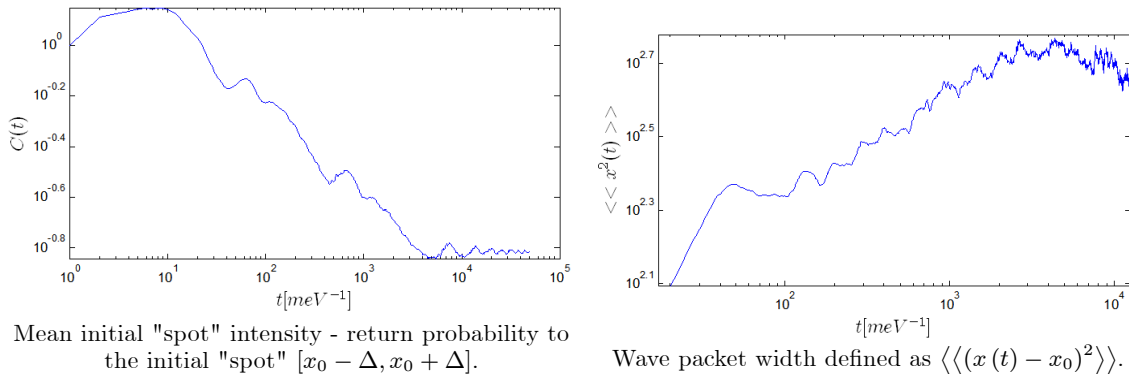 10^0
10^-0.2
10^-0.4
10^-0.6
10^-0.8
C(t)
10^0 10^1 10^2 10^3 10^4 10^5
t[meV^-1]
Mean initial "spot" intensity - return probability to
the initial "spot" [x_0 − Δ, x_0 + Δ].
10^2.7
10^2.5
10^2.3
10^2.1
<< x^2(t) >>
10^2 10^3 10^4
t[meV^-1]
Wave packet width defined as ⟨⟨(x (t) − x_0)^2⟩⟩.